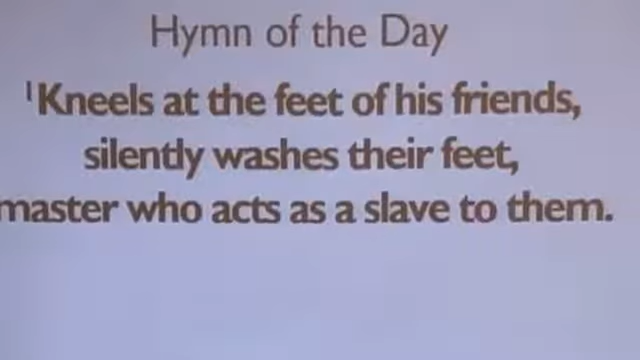 Hymn of the Day
¹Kneels at the feet of his friends,
silently washes their feet,
master who acts as a slave to them.